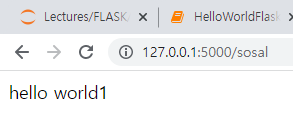 Lectures/FLASK/
HelloWorldFlask
127.0.0.1:5000/sosal
hello world1